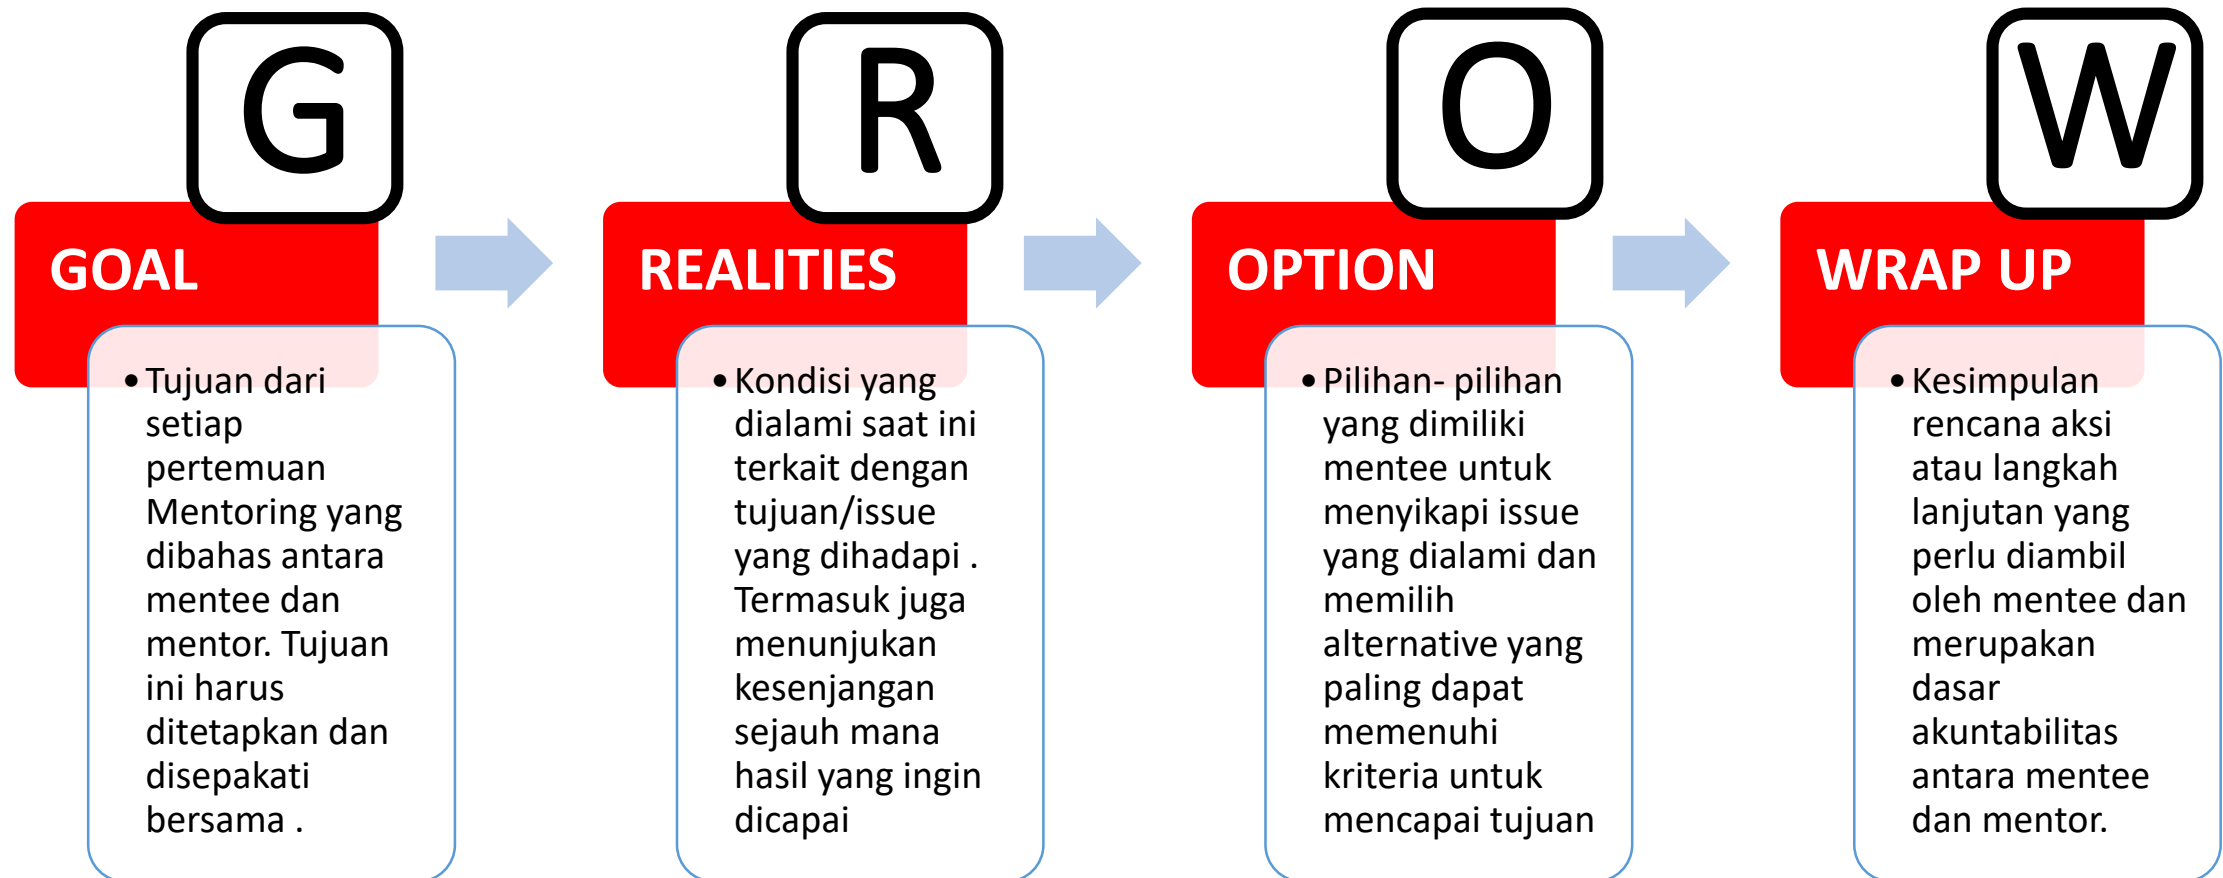 G
GOAL
•Tujuan dari
setiap
pertemuan
Mentoring yang
dibahas antara
mentee dan
mentor. Tujuan
ini harus
ditetapkan dan
disepakati
bersama .
R
REALITIES
•Kondisi yang
dialami saat ini
terkait dengan
tujuan/issue
yang dihadapi .
Termasuk juga
menunjukan
kesenjangan
sejauh mana
hasil yang ingin
dicapai
O
OPTION
•Pilihan- pilihan
yang dimiliki
mentee untuk
menyikapi issue
yang dialami dan
memilih
alternative yang
paling dapat
memenuhi
kriteria untuk
mencapai tujuan
W
WRAP UP
•Kesimpulan
rencana aksi
atau langkah
lanjutan yang
perlu diambil
oleh mentee dan
merupakan
dasar
akuntabilitas
antara mentee
dan mentor.